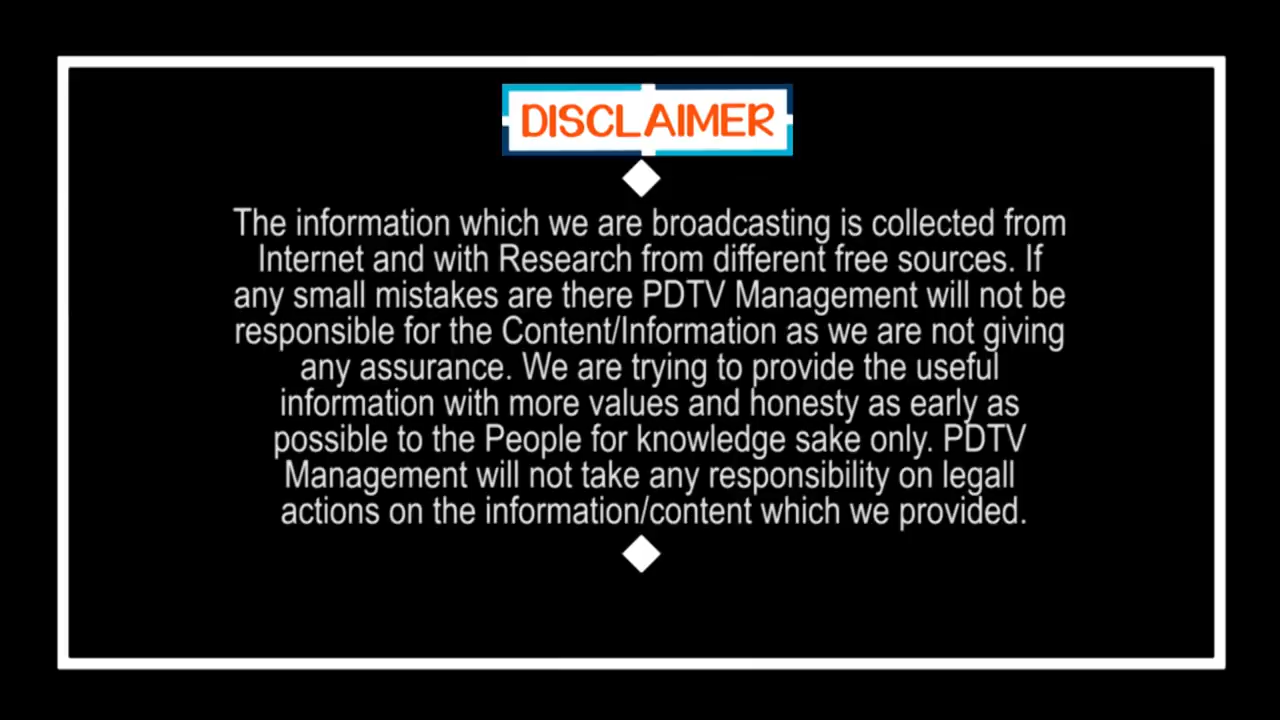 DISCLAIMER
The information which we are broadcasting is collected from
Internet and with Research from different free sources. If
any small mistakes are there PDTV Management will not be
responsible for the Content/Information as we are not giving
any assurance. We are trying to provide the useful
information with more values and honesty as early as
possible to the People for knowledge sake only. PDTV
Management will not take any responsibility on legall
actions on the information/content which we provided.